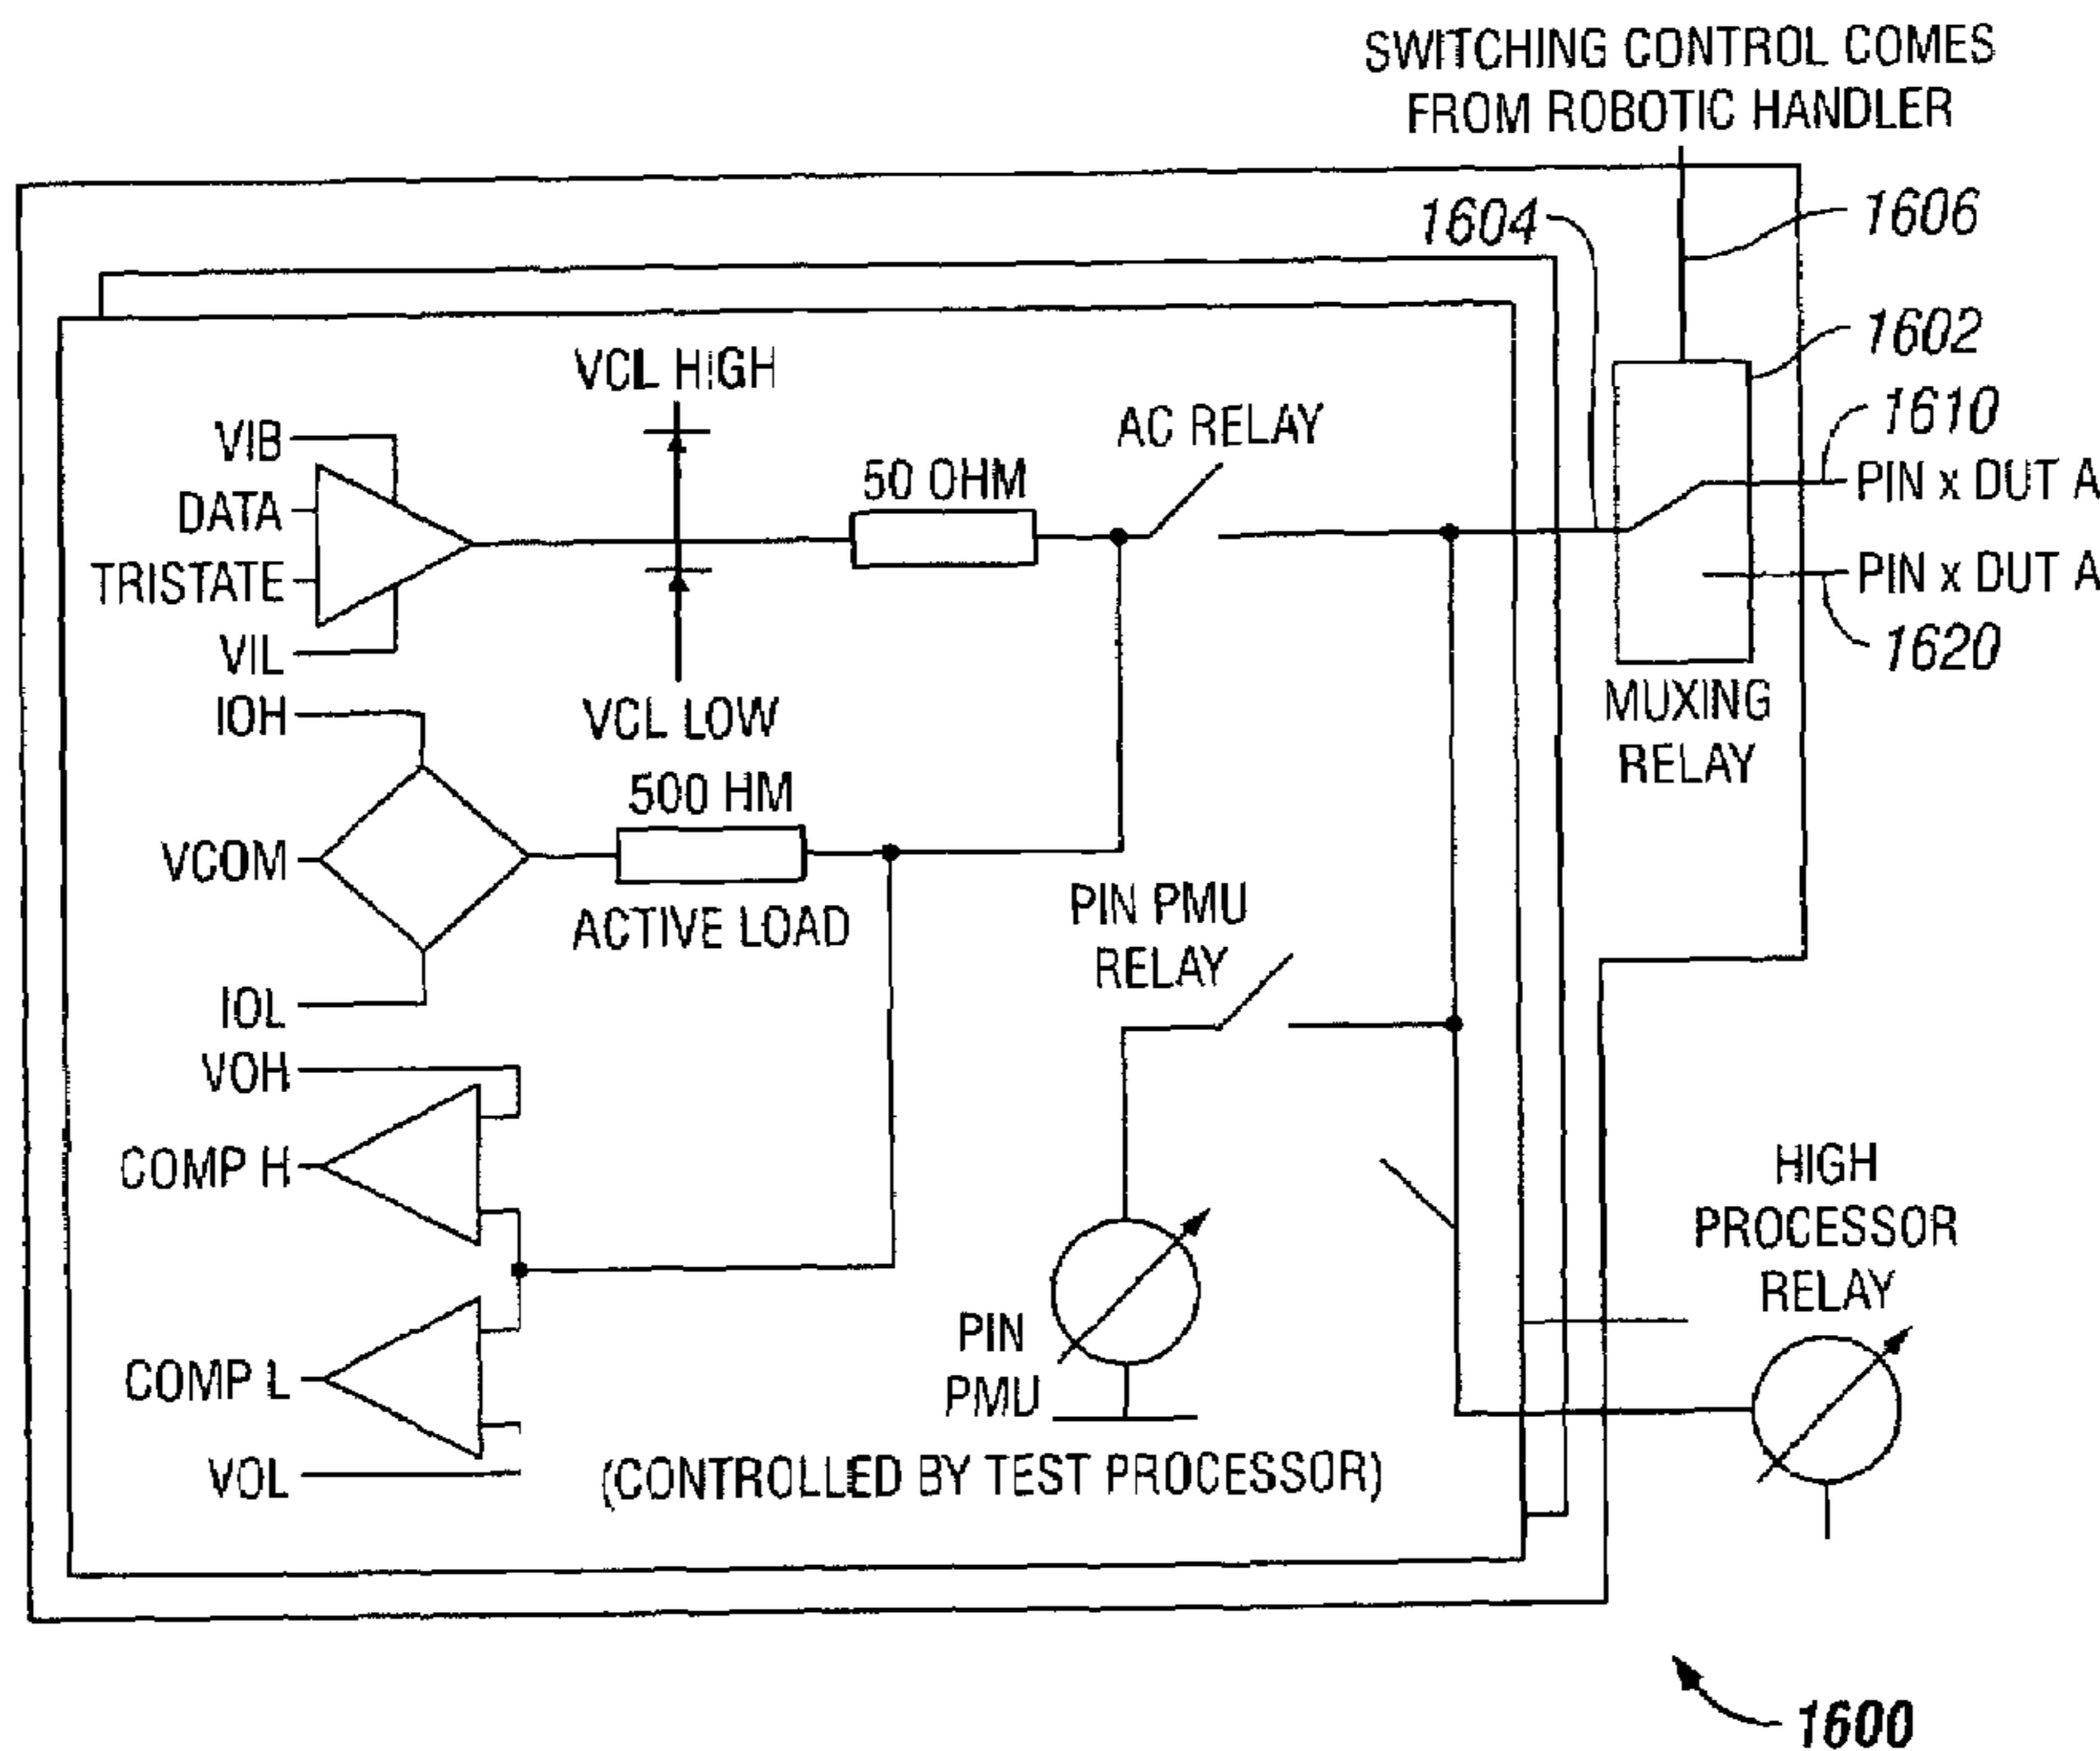 SWITCHING CONTROL COMES
FROM ROBOTIC HANDLER
1604
1606
1602
1610
PIN x DUT A
PIN x DUT A
1620
MUXING
RELAY
VCL HIGH
AC RELAY
VIB
DATA
TRISTATE
VIL
50 OHM
VCL LOW
IOH
VCOM
IOL
500 HM
ACTIVE LOAD
PIN PMU
RELAY
VOH
COMP H
COMP L
VOL
PIN
PMU
(CONTROLLED BY TEST PROCESSOR)
HIGH
PROCESSOR
RELAY
1600